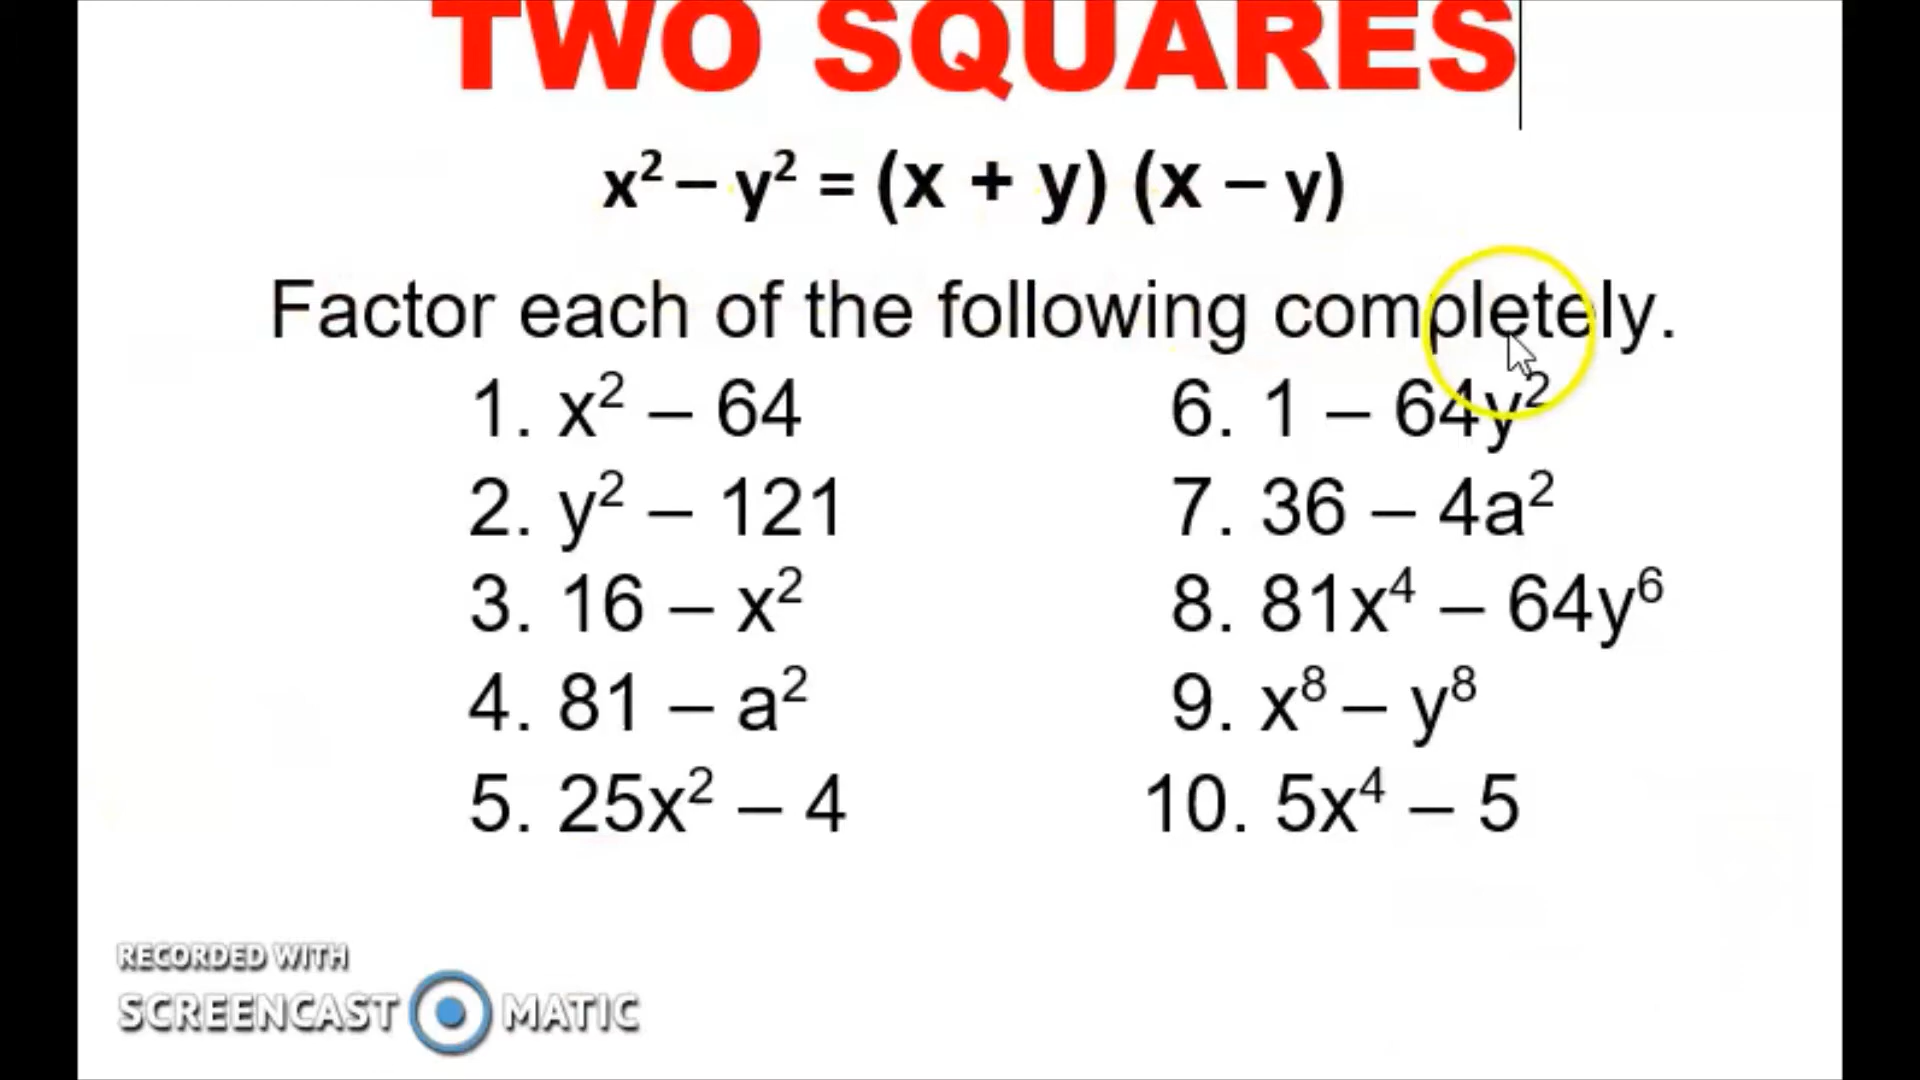 TWO SQUARES
x² – y² = (x + y) (x – y)
Factor each of the following completely.
1. x² – 64
2. y² – 121
3. 16 – x²
4. 81 – a²
5. 25x² – 4
6. 1 – 64y²
7. 36 – 4a²
8. 81x⁴ – 64y⁶
9. x⁸ – y⁸
10. 5x⁴ – 5
RECORDED WITH
SCREENCAST MATIC